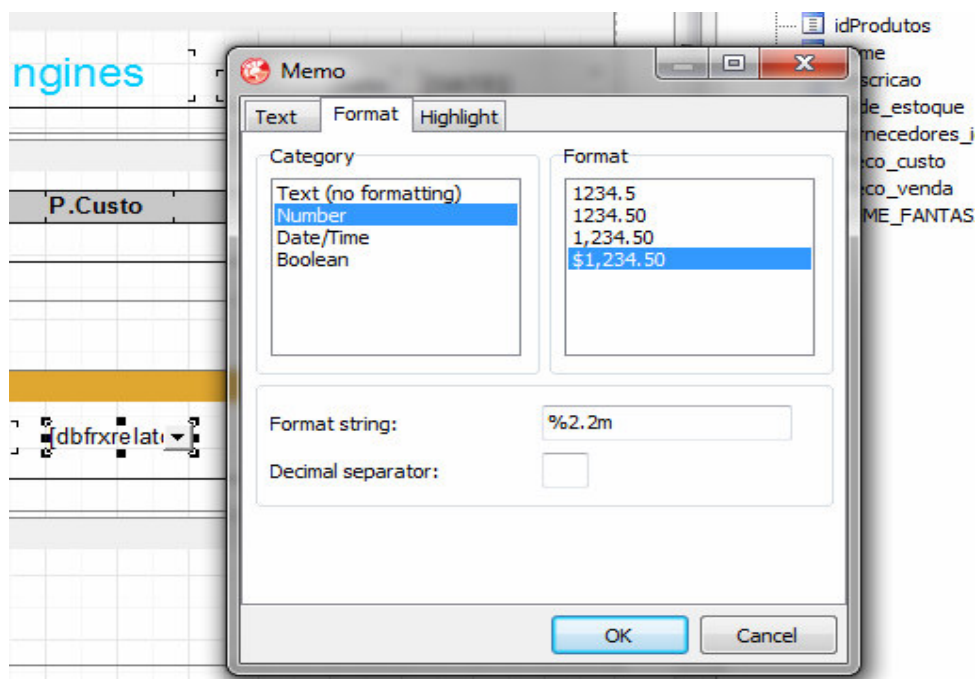 idProdutos
me
scricao
de_estoque
rnecedores_i
co_custo
co_venda
ME_FANTAS
ngines
P.Custo
[dbfrxrelat
Memo
Text Format Highlight
Category
Text (no formatting)
Number
Date/Time
Boolean
Format
1234.5
1234.50
1,234.50
$1,234.50
Format string: %2.2m
Decimal separator:
OK Cancel